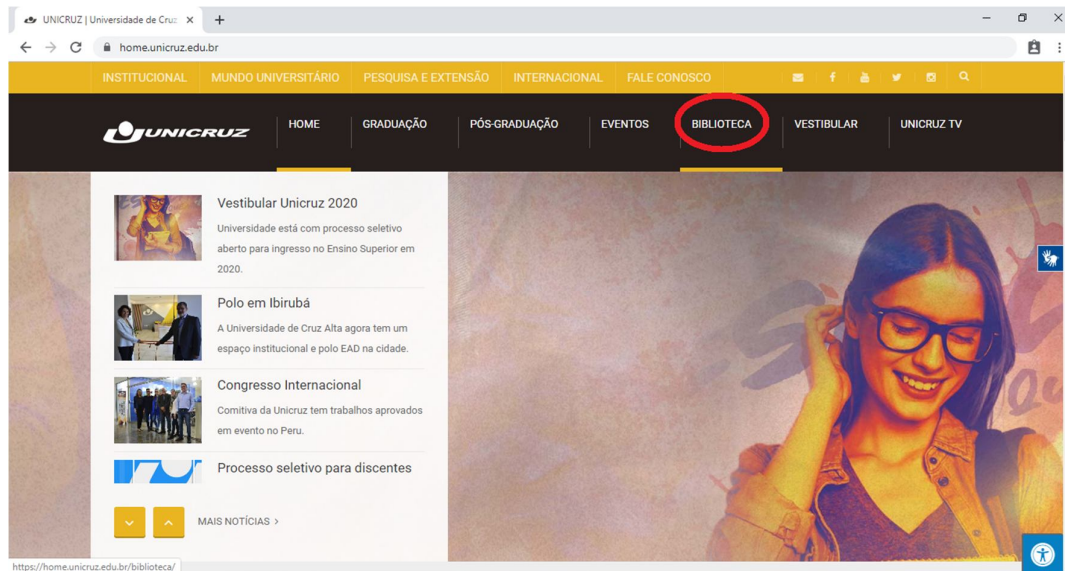 UNICRUZ | Universidade de Cruz
home.unicruz.edu.br
INSTITUCIONAL MUNDO UNIVERSITÁRIO PESQUISA E EXTENSÃO INTERNACIONAL FALE CONOSCO
UNICRUZ HOME GRADUAÇÃO PÓS-GRADUAÇÃO EVENTOS BIBLIOTECA VESTIBULAR UNICRUZ TV
Vestibular Unicruz 2020
Universidade está com processo seletivo
aberto para ingresso no Ensino Superior em
2020.
Polo em Ibirubá
A Universidade de Cruz Alta agora tem um
espaço institucional e polo EAD na cidade.
Congresso Internacional
Comitiva da Unicruz tem trabalhos aprovados
em evento no Peru.
Processo seletivo para discentes
MAIS NOTÍCIAS >
https://home.unicruz.edu.br/biblioteca/